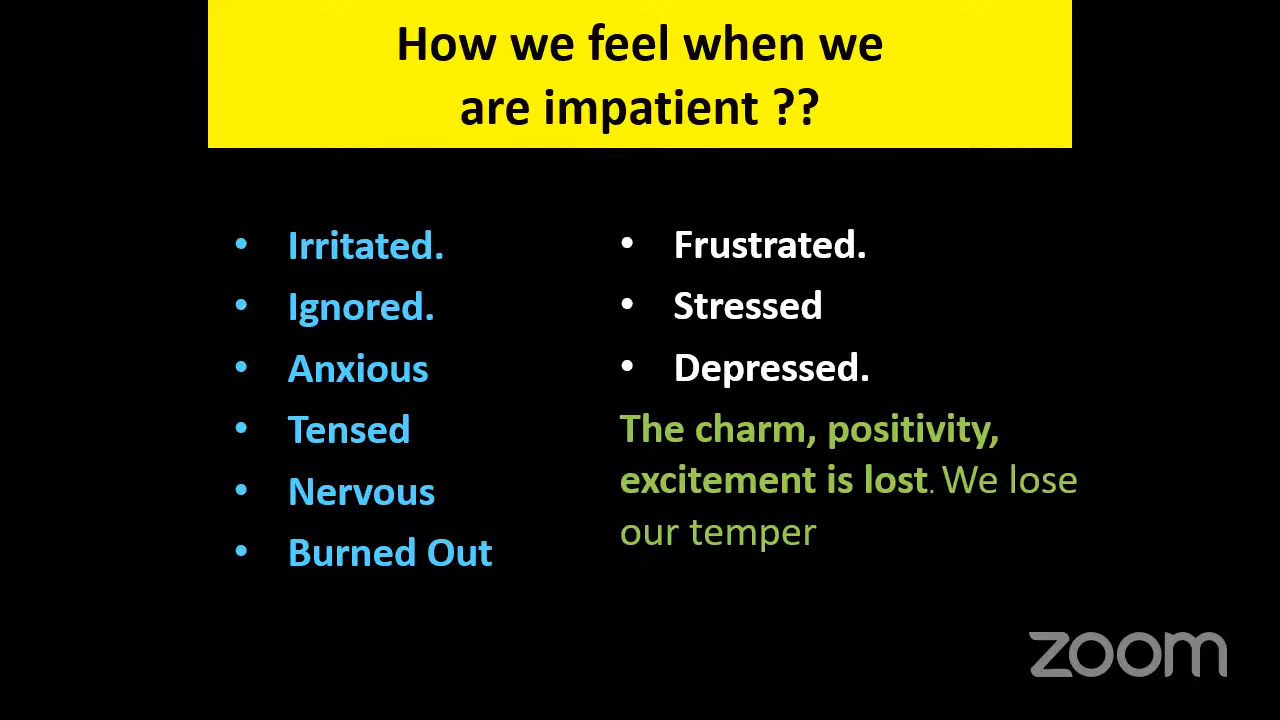 How we feel when we
are impatient ??
• Irritated.
• Ignored.
• Anxious
• Tensed
• Nervous
• Burned Out
• Frustrated.
• Stressed
• Depressed.
The charm, positivity,
excitement is lost. We lose
our temper
zoom